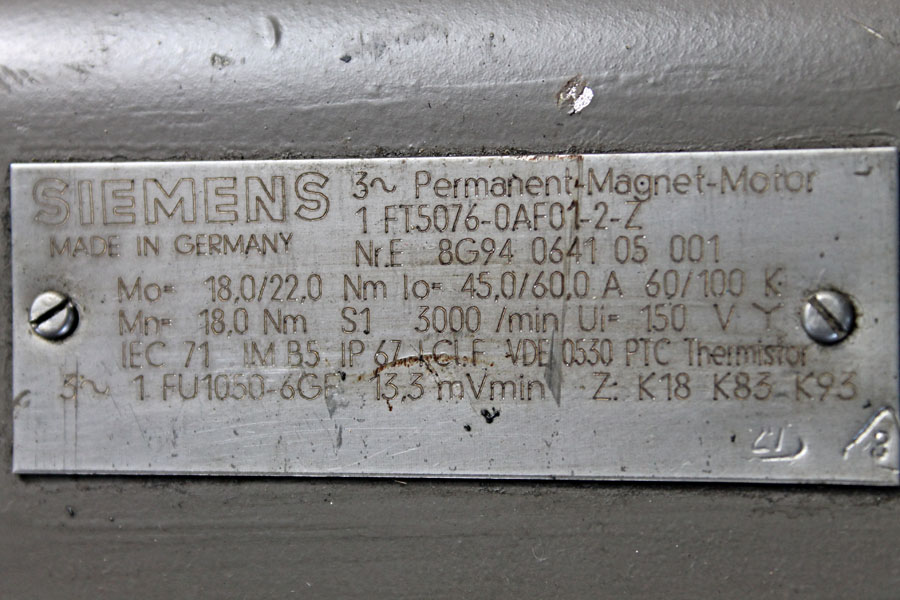 SIEMENS 3~ Permanent-Magnet-Motor
1 FT5076-0AF01-2-Z
MADE IN GERMANY Nr.E 8G94 0641 05 001
Mo= 18,0/22,0 Nm Io= 45,0/60,0 A 60/100 K
Mn= 18,0 Nm S1 3000 /min Ui= 150 V Y
IEC 71 IM B5 IP 67 I.Cl.F VDE 0530 PTC Thermistor
3~ 1 FU1050-6GF 13,3 mVmin Z: K18 K83 K93
8